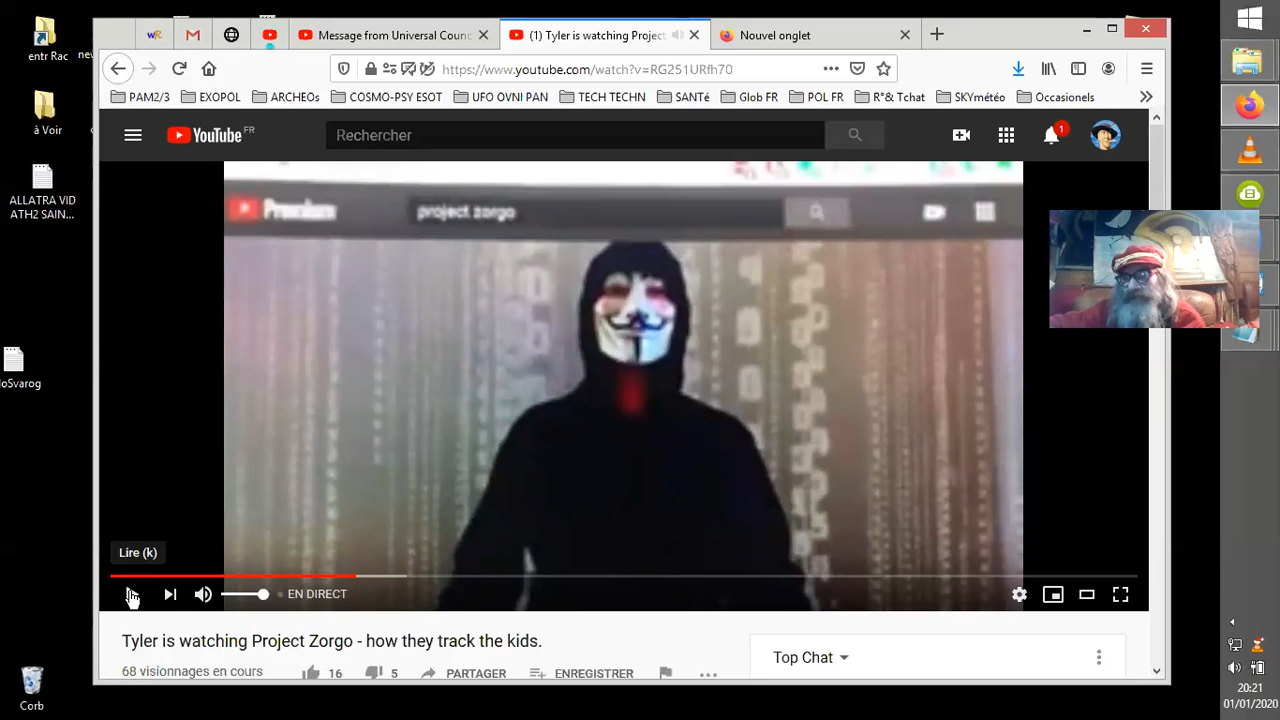 entr Rac
new
à Voir
ALLATRA VID
ATH2 SAIN...
loSvarog
Corb
Message from Universal Counc
(1) Tyler is watching Project
Nouvel onglet
https://www.youtube.com/watch?v=RG251URfh70
PAM2/3 EXOPOL ARCHEOs COSMO-PSY ESOT UFO OVNI PAN TECH TECHN SANTé Glob FR POL FR R°& Tchat SKYmétéo Occasionels
YouTube FR
Rechercher
1
Premium
project zorgo
Lire (k)
EN DIRECT
Tyler is watching Project Zorgo - how they track the kids.
68 visionnages en cours
16 5 PARTAGER ENREGISTRER
Top Chat
20:21
01/01/2020